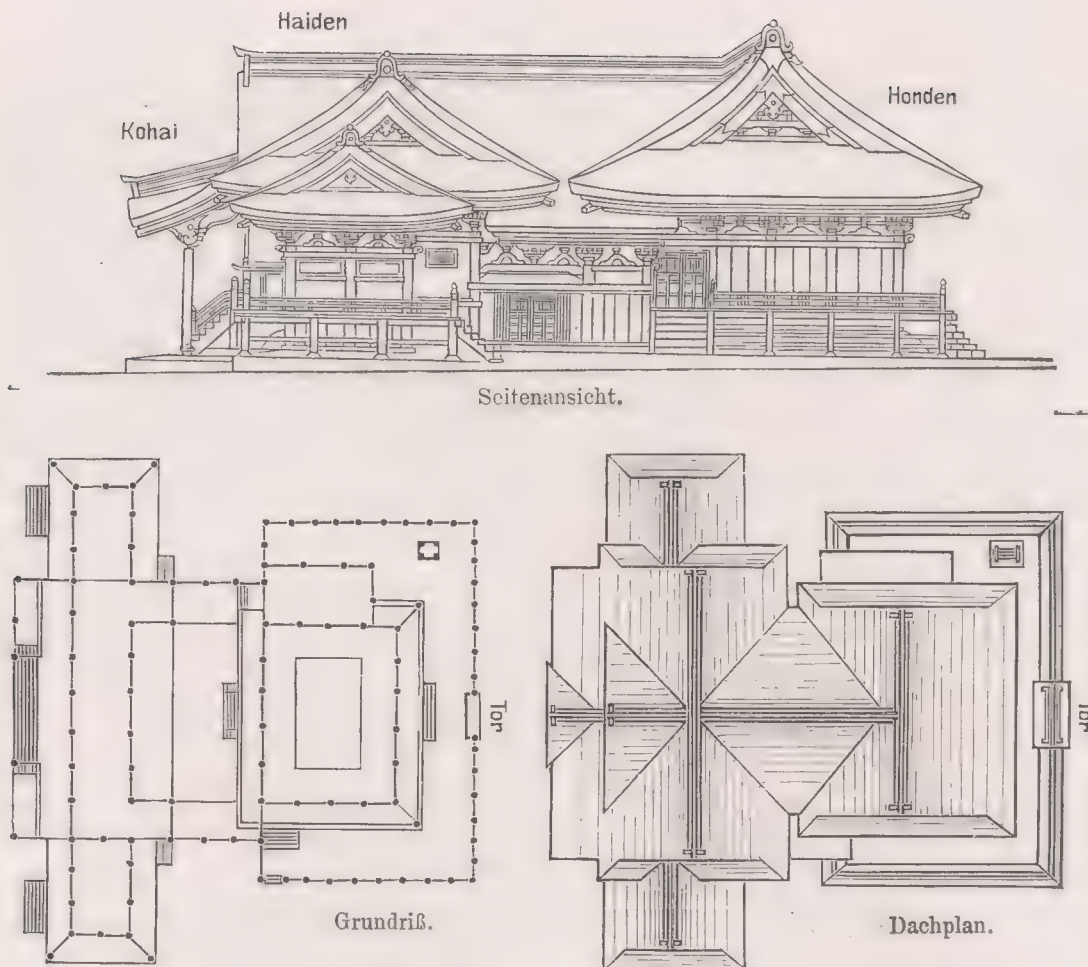 Haiden
Kohai
Honden
Seitenansicht.
Tor
Grundriß.
Tor
Dachplan.